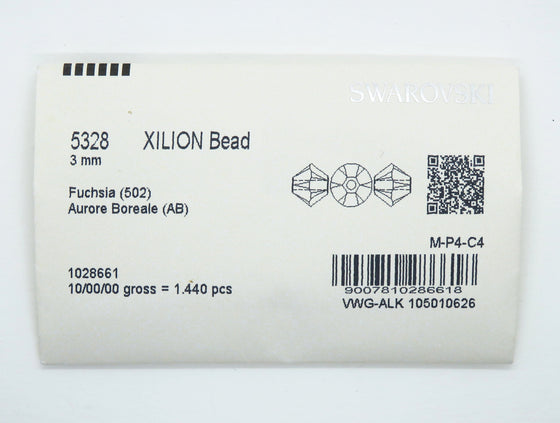 SWAROVSKI
5328 XILION Bead
3 mm
Fuchsia (502)
Aurore Boreale (AB)
M-P4-C4
1028661
10/00/00 gross = 1.440 pcs
9007810286618
VWG-ALK 105010626